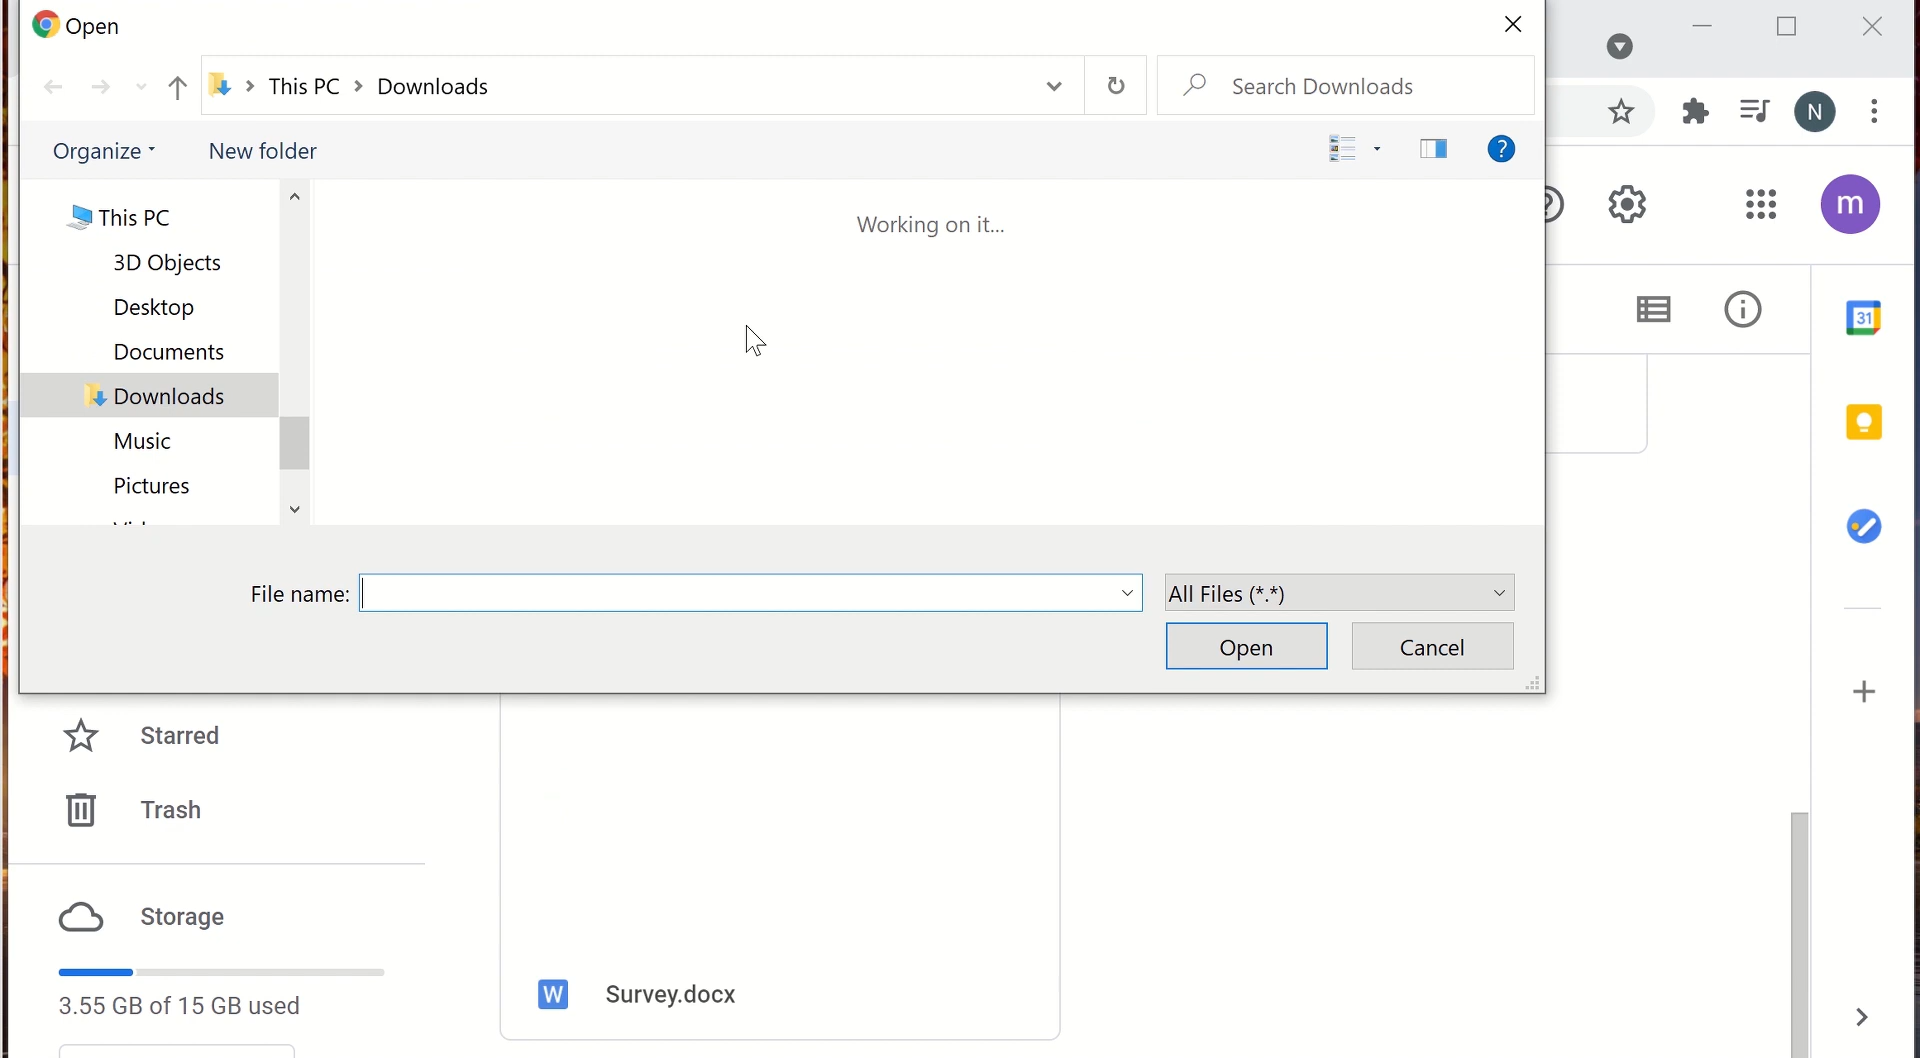 Open
This PC > Downloads
Search Downloads
Organize
New folder
?
N
m
This PC
3D Objects
Desktop
Documents
Downloads
Music
Pictures
Working on it...
31
File name:
All Files (*.*)
Open
Cancel
Starred
Trash
Storage
3.55 GB of 15 GB used
W
Survey.docx